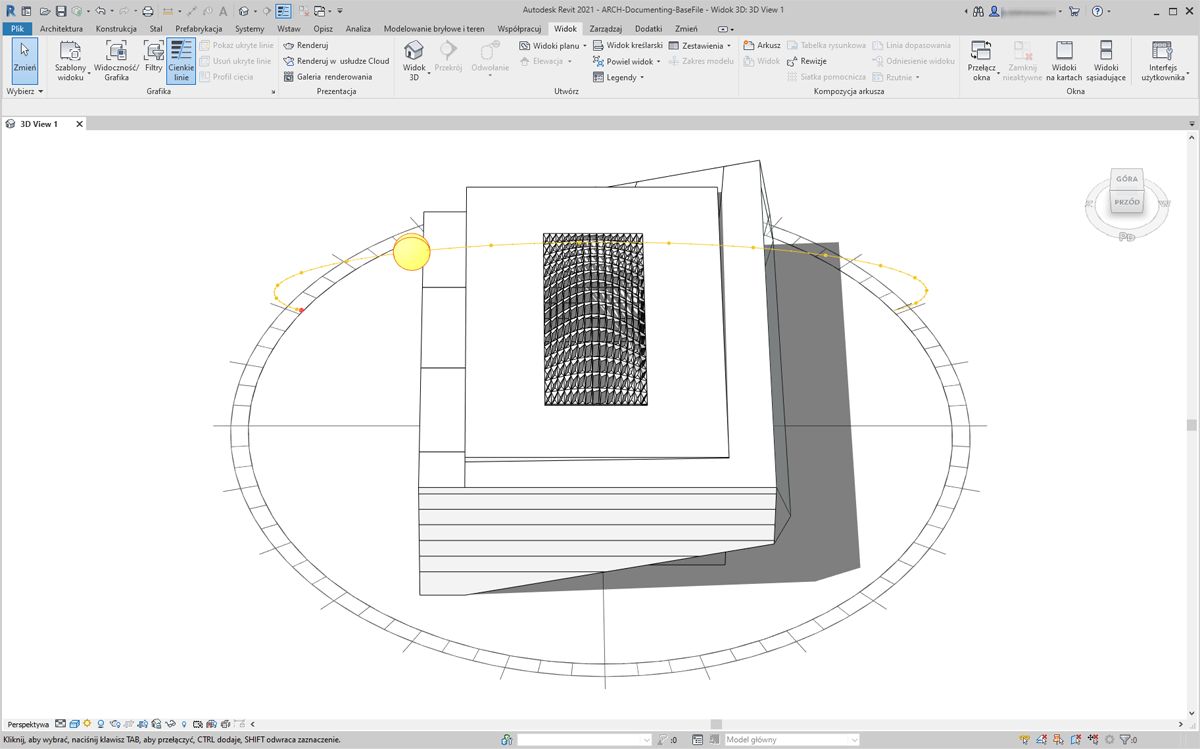 Autodesk Revit 2021 - ARCH-Documenting-BaseFile - Widok 3D: 3D View 1
Plik Architektura Konstrukcja Stal Prefabrykacja Systemy Wstaw Opisz Analiza Modelowanie bryłowe i teren Współpracuj Widok Zarządzaj Dodatki Zmień
Zmień
Wybierz
Szablony widoku
Widoczność/ Grafika
Filtry
Cienkie linie
Pokaż ukryte linie
Usuń ukryte linie
Profil cięcia
Grafika
Renderuj
Renderuj w usłudze Cloud
Galeria renderowania
Prezentacja
Widok 3D
Przekrój
Odwołanie
Widoki planu
Elewacja
Widok kreślarski
Powiel widok
Legendy
Zestawienia
Zakres modelu
Utwórz
Arkusz
Widok
Tabelka rysunkowa
Rewizje
Siatka pomocnicza
Linia dopasowania
Odniesienie widoku
Rzutnie
Kompozycja arkusza
Przełącz okna
Zamknij nieaktywne
Widoki na kartach
Widoki sąsiadujące
Okna
Interfejs użytkownika
3D View 1
GÓRA
PRZÓD
PD
Perspektywa
Kliknij, aby wybrać, naciśnij klawisz TAB, aby przełączyć, CTRL dodaje, SHIFT odwraca zaznaczenie.
:0
Model główny
:0